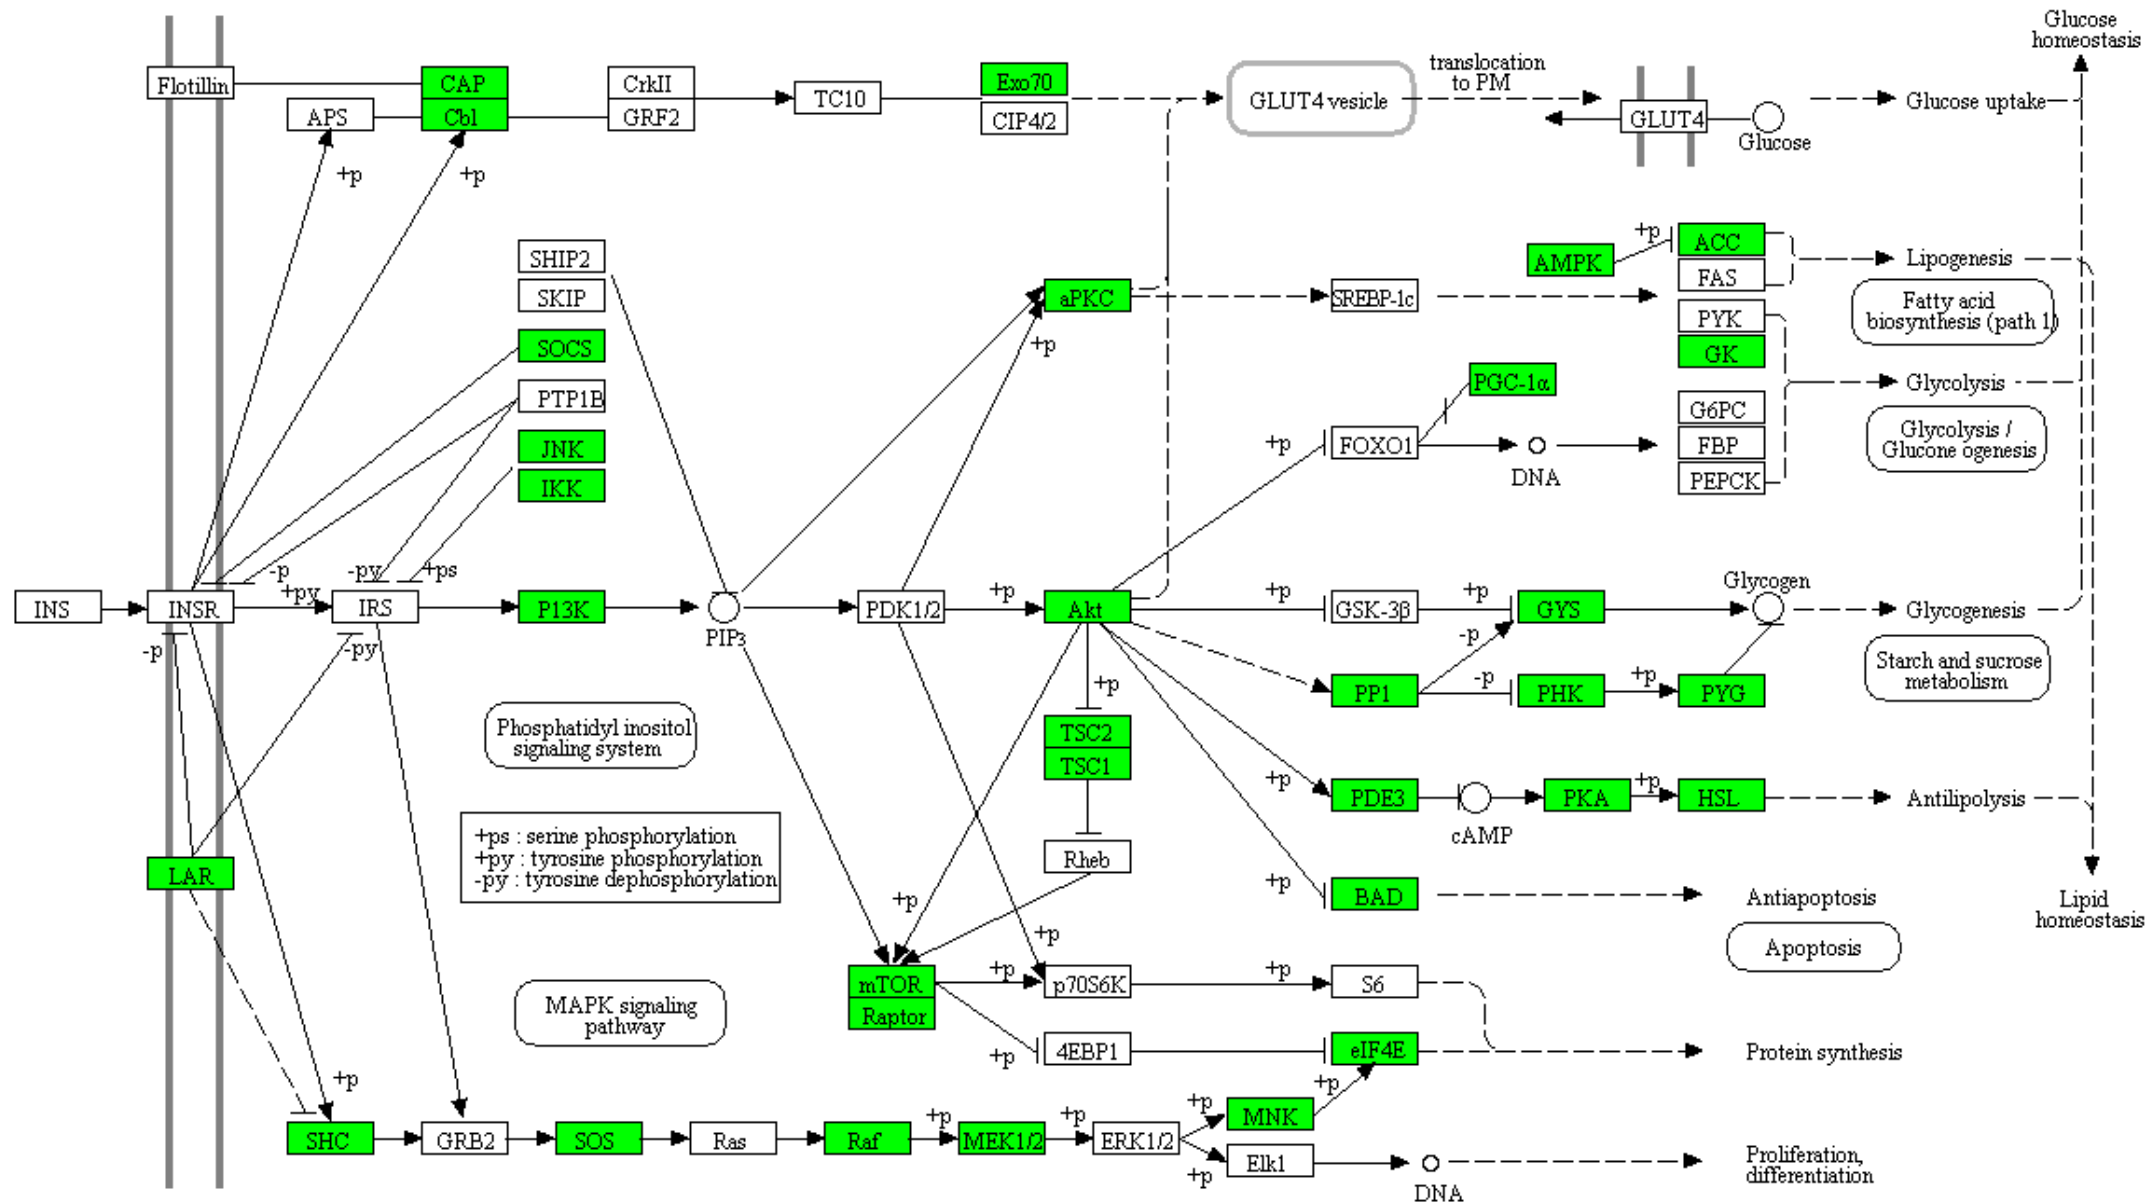 Glucose
homeostasis
Flotillin
CAP
CrkII
TC10
Exo70
translocation
to PM
APS
Cbl
GRF2
CIP4/2
GLUT4 vesicle
GLUT4
Glucose
Glucose uptake
+p
+p
SHIP2
SKIP
SOCS
PTP1B
JNK
IKK
aPKC
+p
SREBP-1c
AMPK
+p
ACC
FAS
PYK
GK
Lipogenesis
Fatty acid
biosynthesis (path 1)
PGC-1α
G6PC
FBP
PEPCK
Glycolysis
Glycolysis /
Glucone ogenesis
+p
FOXO1
DNA
-p
-py
+ps
INS
INSR
+py
IRS
P13K
PIP3
PDK1/2
+p
Akt
+p
GSK-3β
+p
GYS
Glycogen
Glycogenesis
-p
-py
-p
PP1
-p
PHK
+p
PYG
Starch and sucrose
metabolism
Phosphatidyl inositol
signaling system
+p
TSC2
TSC1
+p
PDE3
cAMP
PKA
+p
HSL
Antilipolysis
+ps : serine phosphorylation
+py : tyrosine phosphorylation
-py : tyrosine dephosphorylation
Rheb
LAR
+p
+p
BAD
Antiapoptosis
Apoptosis
Lipid
homeostasis
+p
mTOR
Raptor
+p
p70S6K
+p
S6
MAPK signaling
pathway
+p
4EBP1
eIF4E
Protein synthesis
+p
+p
SHC
GRB2
SOS
Ras
Raf
+p
MEK1/2
+p
ERK1/2
+p
MNK
+p
Elk1
DNA
Proliferation,
differentiation